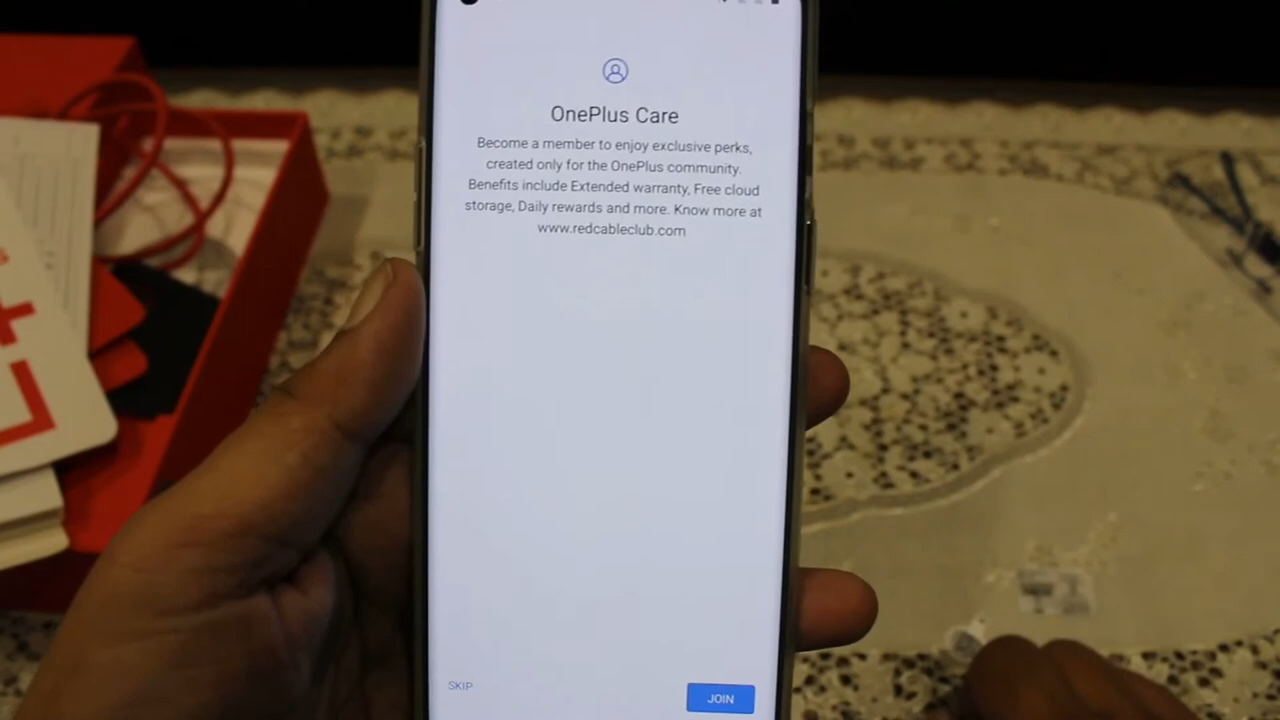 OnePlus Care
Become a member to enjoy exclusive perks,
created only for the OnePlus community.
Benefits include Extended warranty, Free cloud
storage, Daily rewards and more. Know more at
www.redcableclub.com
SKIP
JOIN